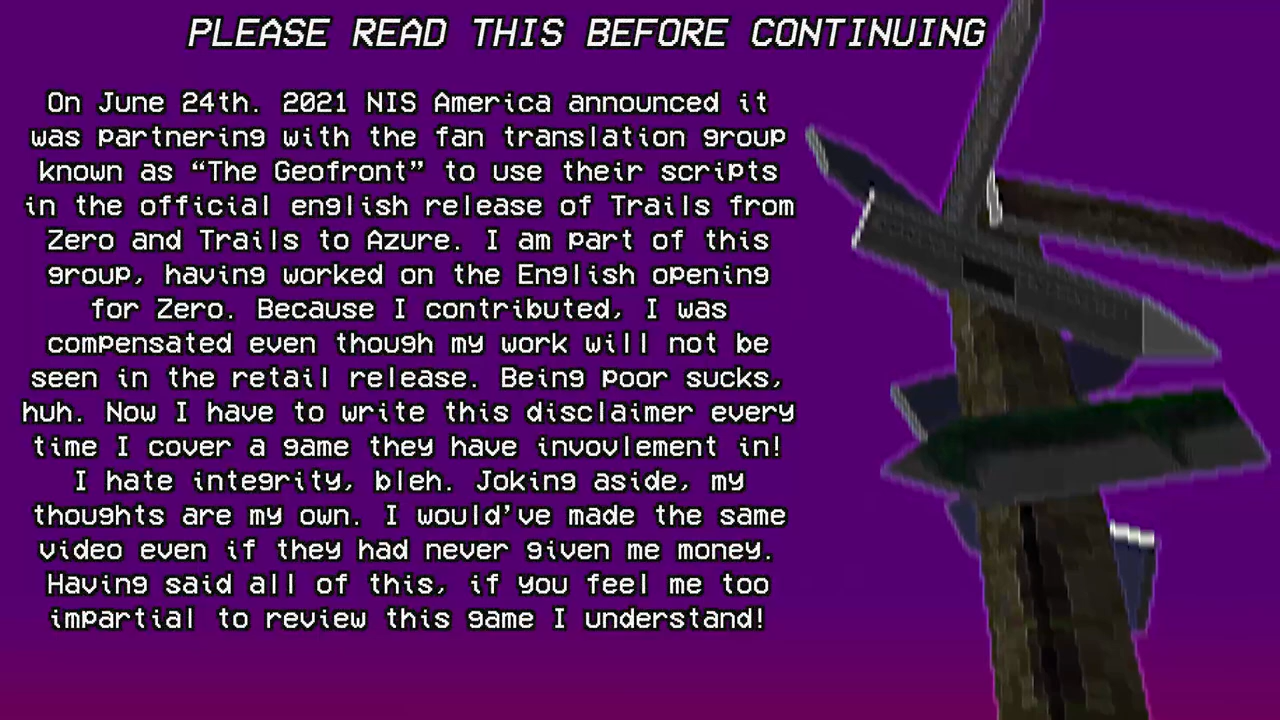 PLEASE READ THIS BEFORE CONTINUING
On June 24th. 2021 NIS America announced it
was partnering with the fan translation group
known as “The Geofront” to use their scripts
in the official english release of Trails from
Zero and Trails to Azure. I am part of this
group, having worked on the English opening
for Zero. Because I contributed, I was
compensated even though my work will not be
seen in the retail release. Being poor sucks,
huh. Now I have to write this disclaimer every
time I cover a game they have invovlement in!
I hate integrity, bleh. Joking aside, my
thoughts are my own. I would’ve made the same
video even if they had never given me money.
Having said all of this, if you feel me too
impartial to review this game I understand!